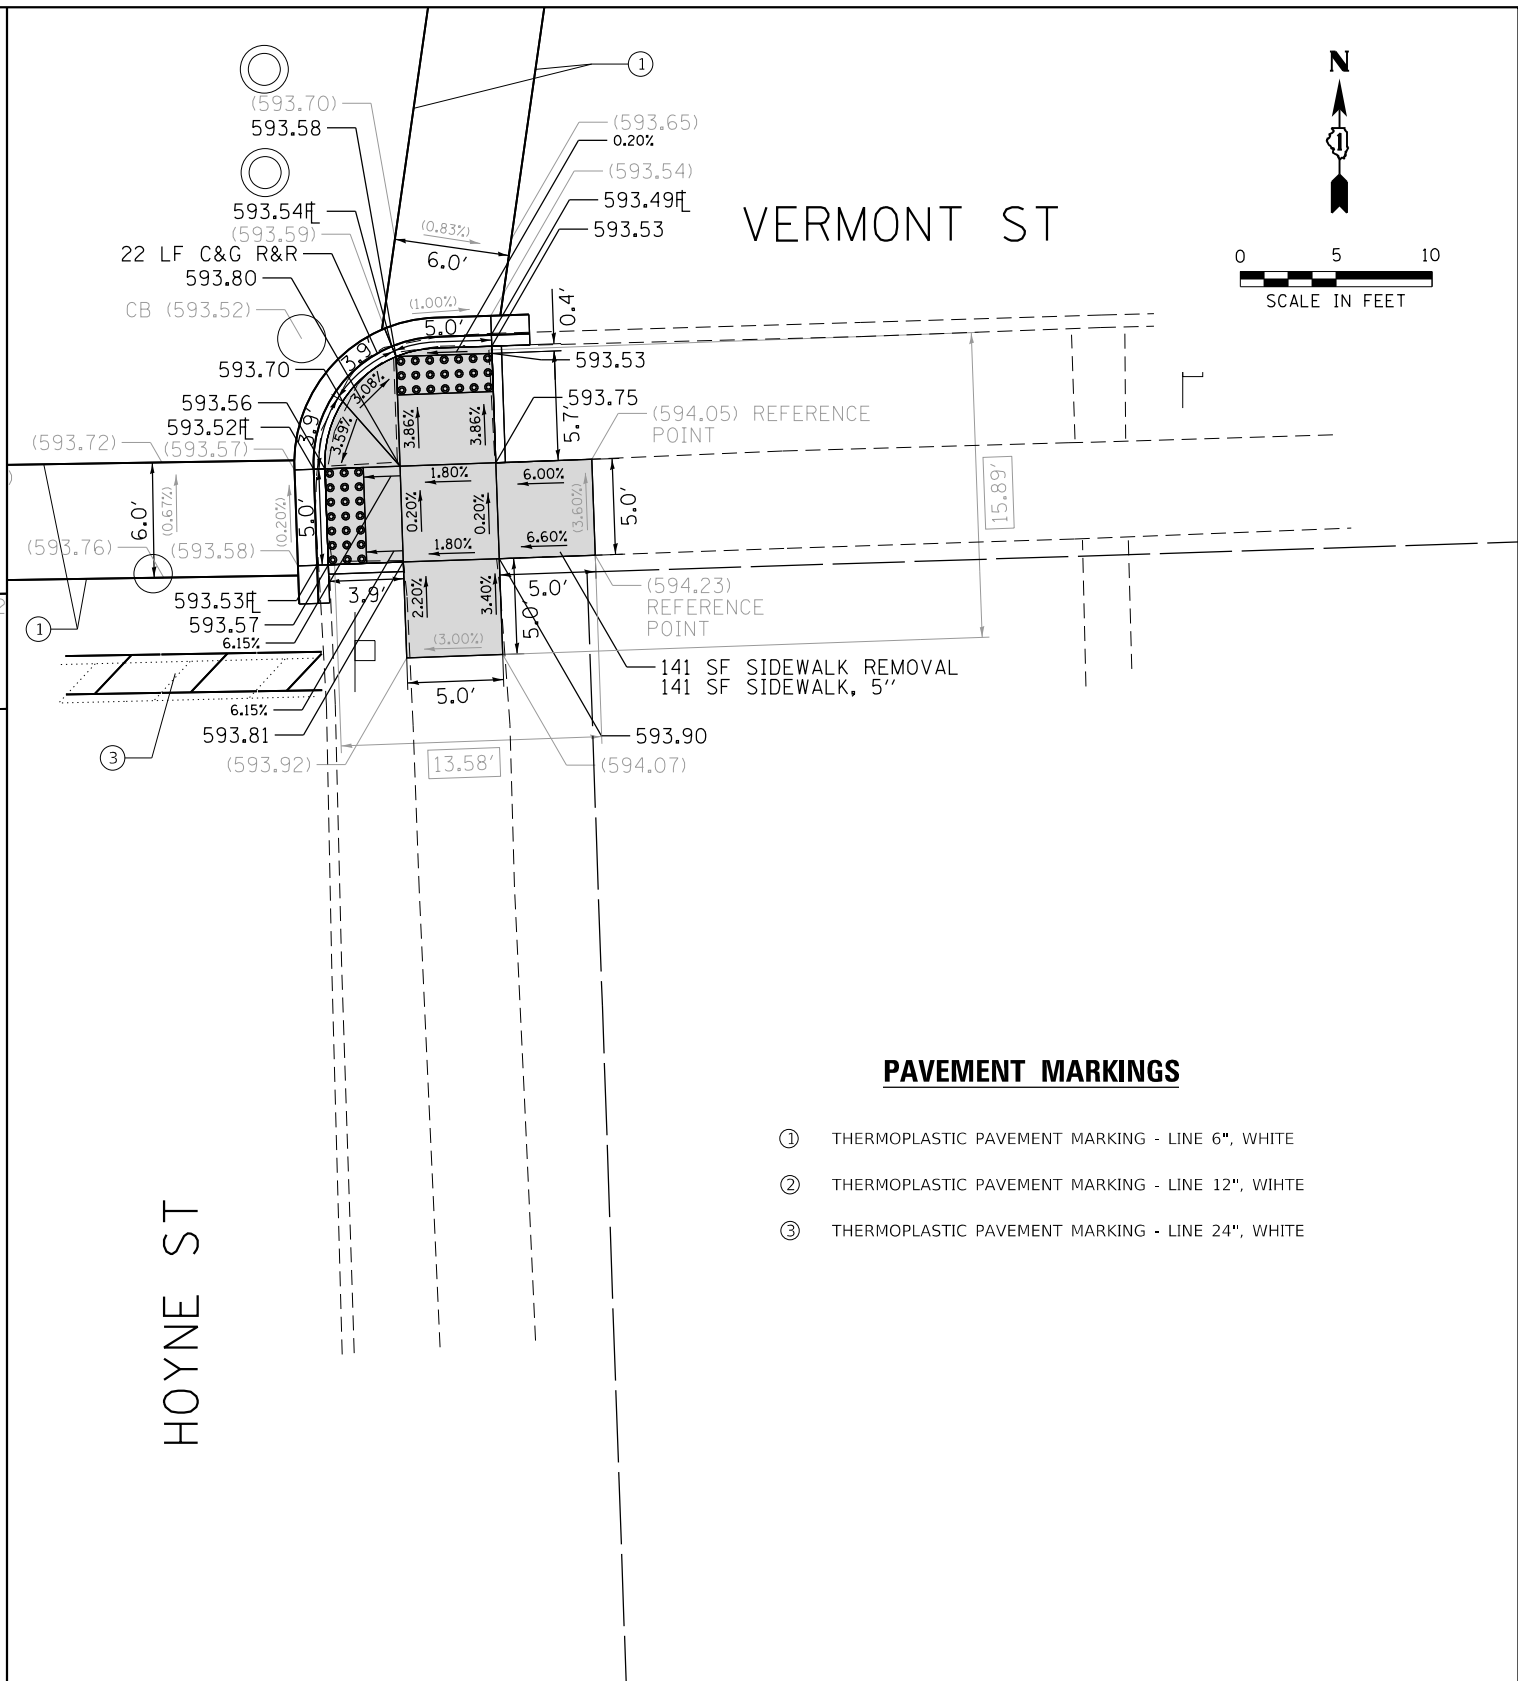 1
N
(593.70)
593.58
(593.65)
0.20%
(593.54)
593.54FL
593.49FL
(593.59)
593.53
VERMONT ST
(0.83%)
6.0'
22 LF C&G R&R
593.80
0 5 10
SCALE IN FEET
CB (593.52)
(1.00%)
5.0'
0.4'
3.9'
593.53
593.70
3.08%
593.75
593.56
(594.05) REFERENCE
POINT
593.52FL
3.9'
3.59%
3.86%
3.86%
5.7'
(593.72)
(593.57)
1.80%
6.00%
15.89'
6.0'
(0.67%)
(0.20%)
5.0'
0.20%
0.20%
(3.60%)
5.0'
(593.76)
(593.58)
1.80%
6.60%
593.53FL
3.9'
2.20%
3.40%
5.0'
5.0'
(594.23)
REFERENCE
POINT
593.57
1
6.15%
(3.00%)
141 SF SIDEWALK REMOVAL
141 SF SIDEWALK, 5''
5.0'
6.15%
593.81
593.90
3
(593.92)
13.58'
(594.07)
HOYNE ST
PAVEMENT MARKINGS
1 THERMOPLASTIC PAVEMENT MARKING - LINE 6", WHITE
2 THERMOPLASTIC PAVEMENT MARKING - LINE 12", WIHTE
3 THERMOPLASTIC PAVEMENT MARKING - LINE 24", WHITE